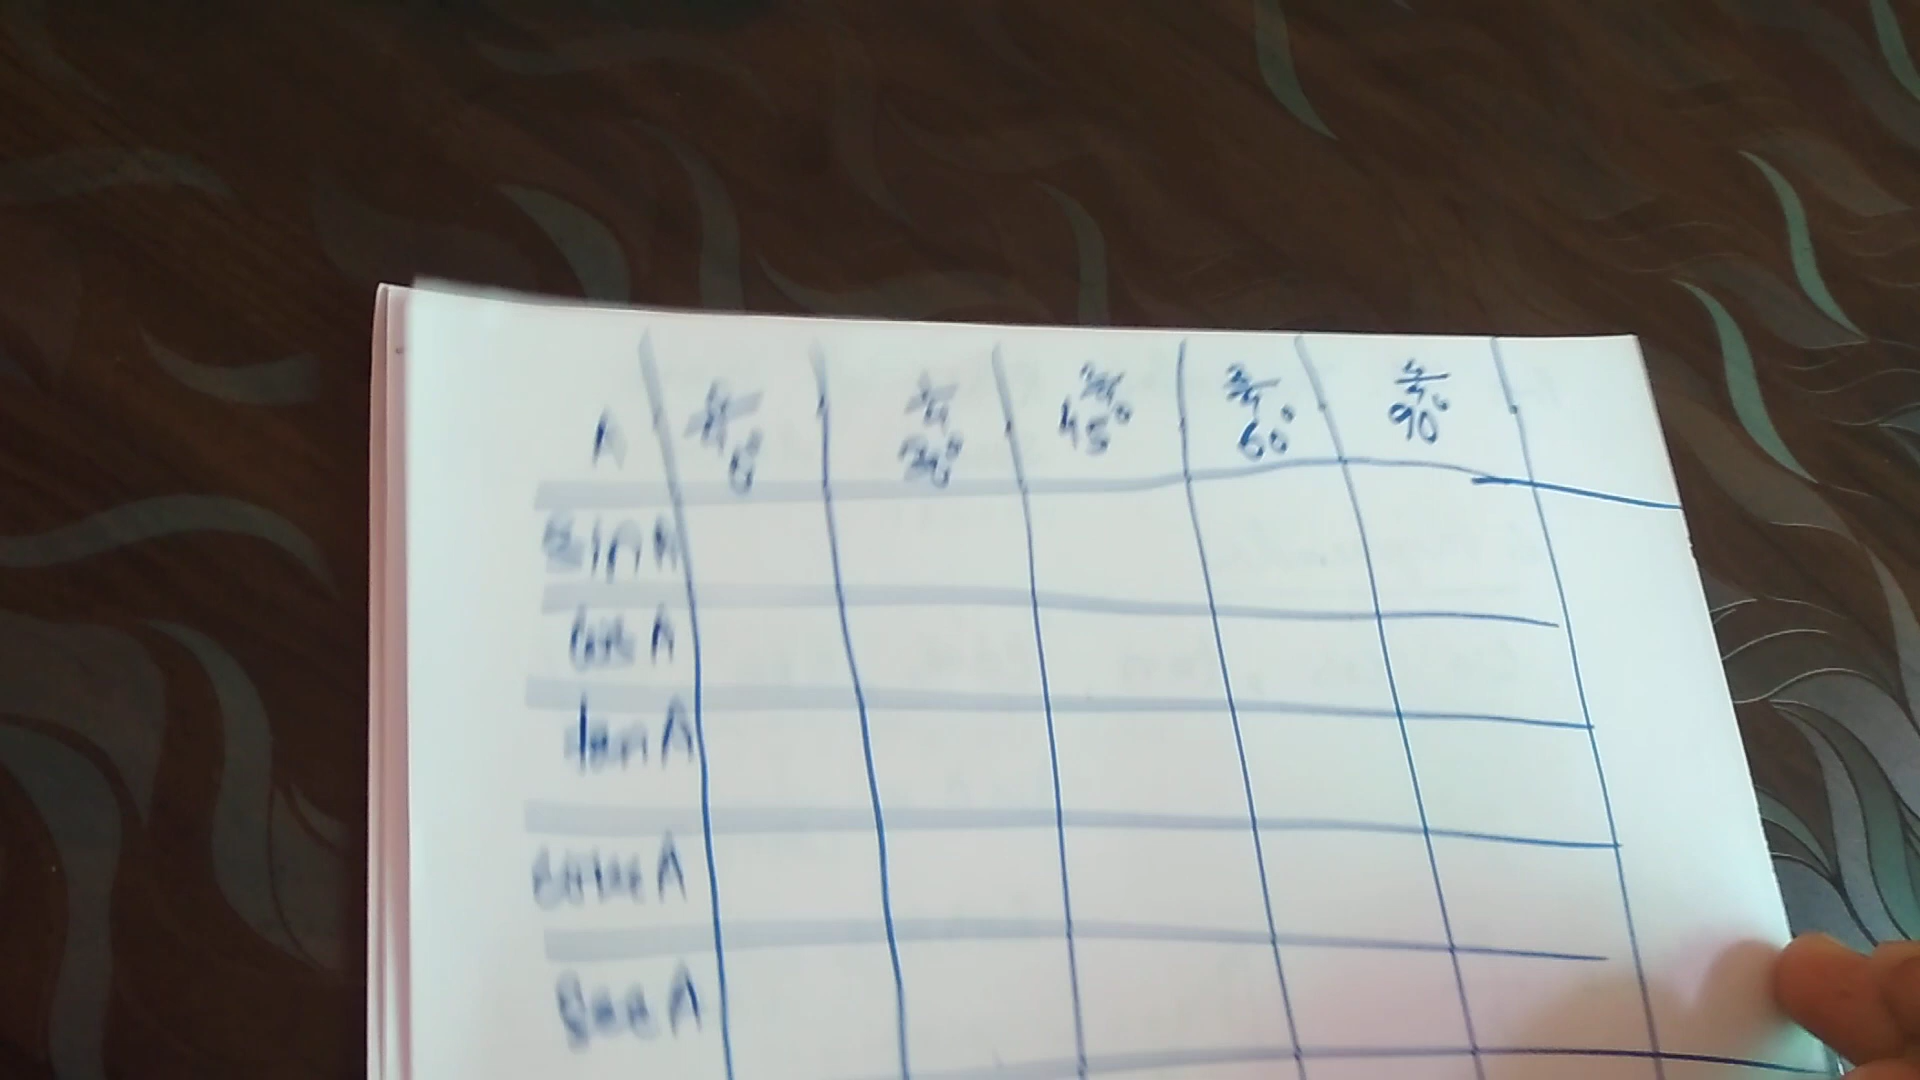 A 0° 30° 45° 60° 90°
sin A
cos A
tan A
cosec A
sec A